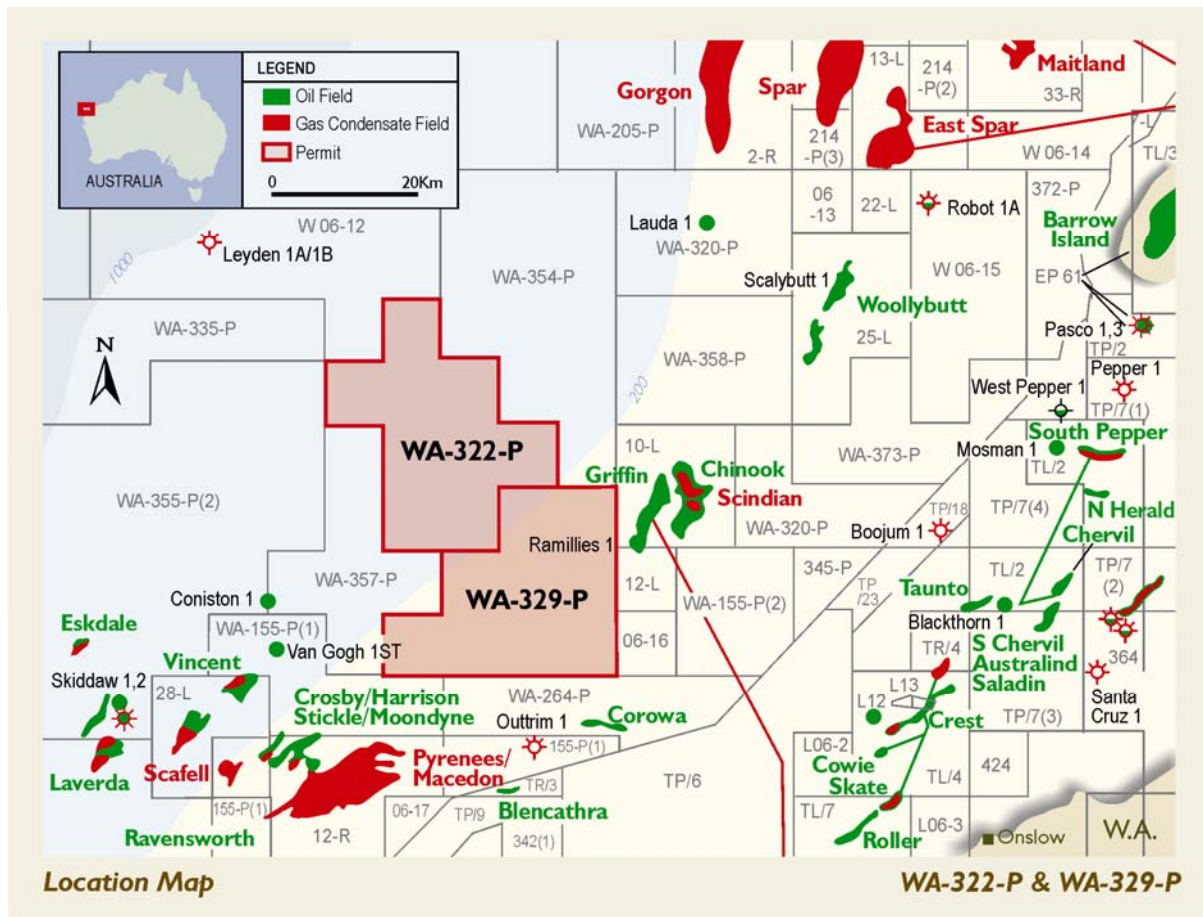 LEGEND
Oil Field
Gas Condensate Field
Permit
0 20Km
AUSTRALIA
Gorgon
Spar
13-L
214
-P(2)
Maitland
33-R
WA-205-P
East Spar
214
-P(3)
2-R
W 06-14
7-L
TL/3
W 06-12
1000
Leyden 1A/1B
Lauda 1
WA-320-P
06
-13
22-L
Robot 1A
372-P
Barrow
Island
WA-354-P
Scalybutt 1
Woollybutt
W 06-15
EP 61
WA-335-P
N
WA-358-P
25-L
Pasco 1,3
TP/2
Pepper 1
200
West Pepper 1
TP/7(1)
WA-322-P
10-L
WA-373-P
Mosman 1
South Pepper
TL/2
WA-355-P(2)
Griffin
Chinook
Scindian
TP/7(4)
N Herald
TP/18
Chervil
Ramillies 1
WA-320-P
Boojum 1
WA-357-P
WA-329-P
12-L
345-P
TP
/23
TL/2
TP/7
(2)
Coniston 1
WA-155-P(2)
Taunto
Blackthorn 1
WA-155-P(1)
Eskdale
Van Gogh 1ST
06-16
S Chervil
Australind
Saladin
TR/4
364
Vincent
Skiddaw 1,2
28-L
Crosby/Harrison
Stickle/Moondyne
WA-264-P
Outtrim 1
Corowa
L12
L13
Crest
Santa
Cruz 1
TP/7(3)
Laverda
Scafell
Pyrenees/
Macedon
155-P(1)
L06-2
Cowie
Skate
TL/4
424
TR/3
TP/6
155-P(1)
06-17
TP/9
Blencathra
TL/7
Ravensworth
12-R
342(1)
Roller
L06-3
Onslow
W.A.
Location Map
WA-322-P & WA-329-P